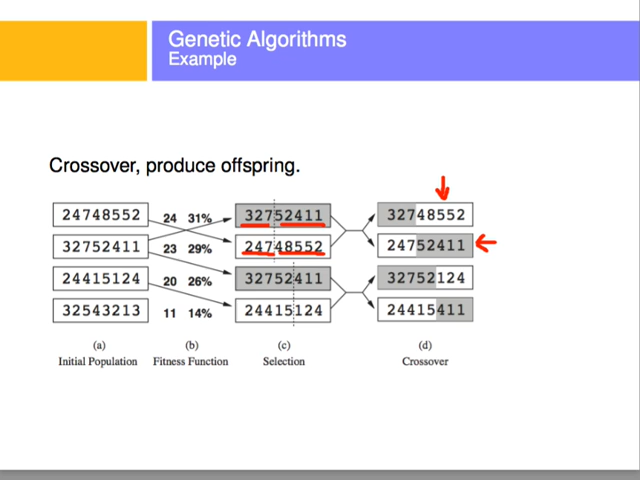 Genetic Algorithms
Example
Crossover, produce offspring.
24748552 24 31% 32752411 32748552
32752411 23 29% 24748552 24752411
24415124 20 26% 32752411 32752124
32543213 11 14% 24415124 24415411
(a) (b) (c) (d)
Initial Population Fitness Function Selection Crossover